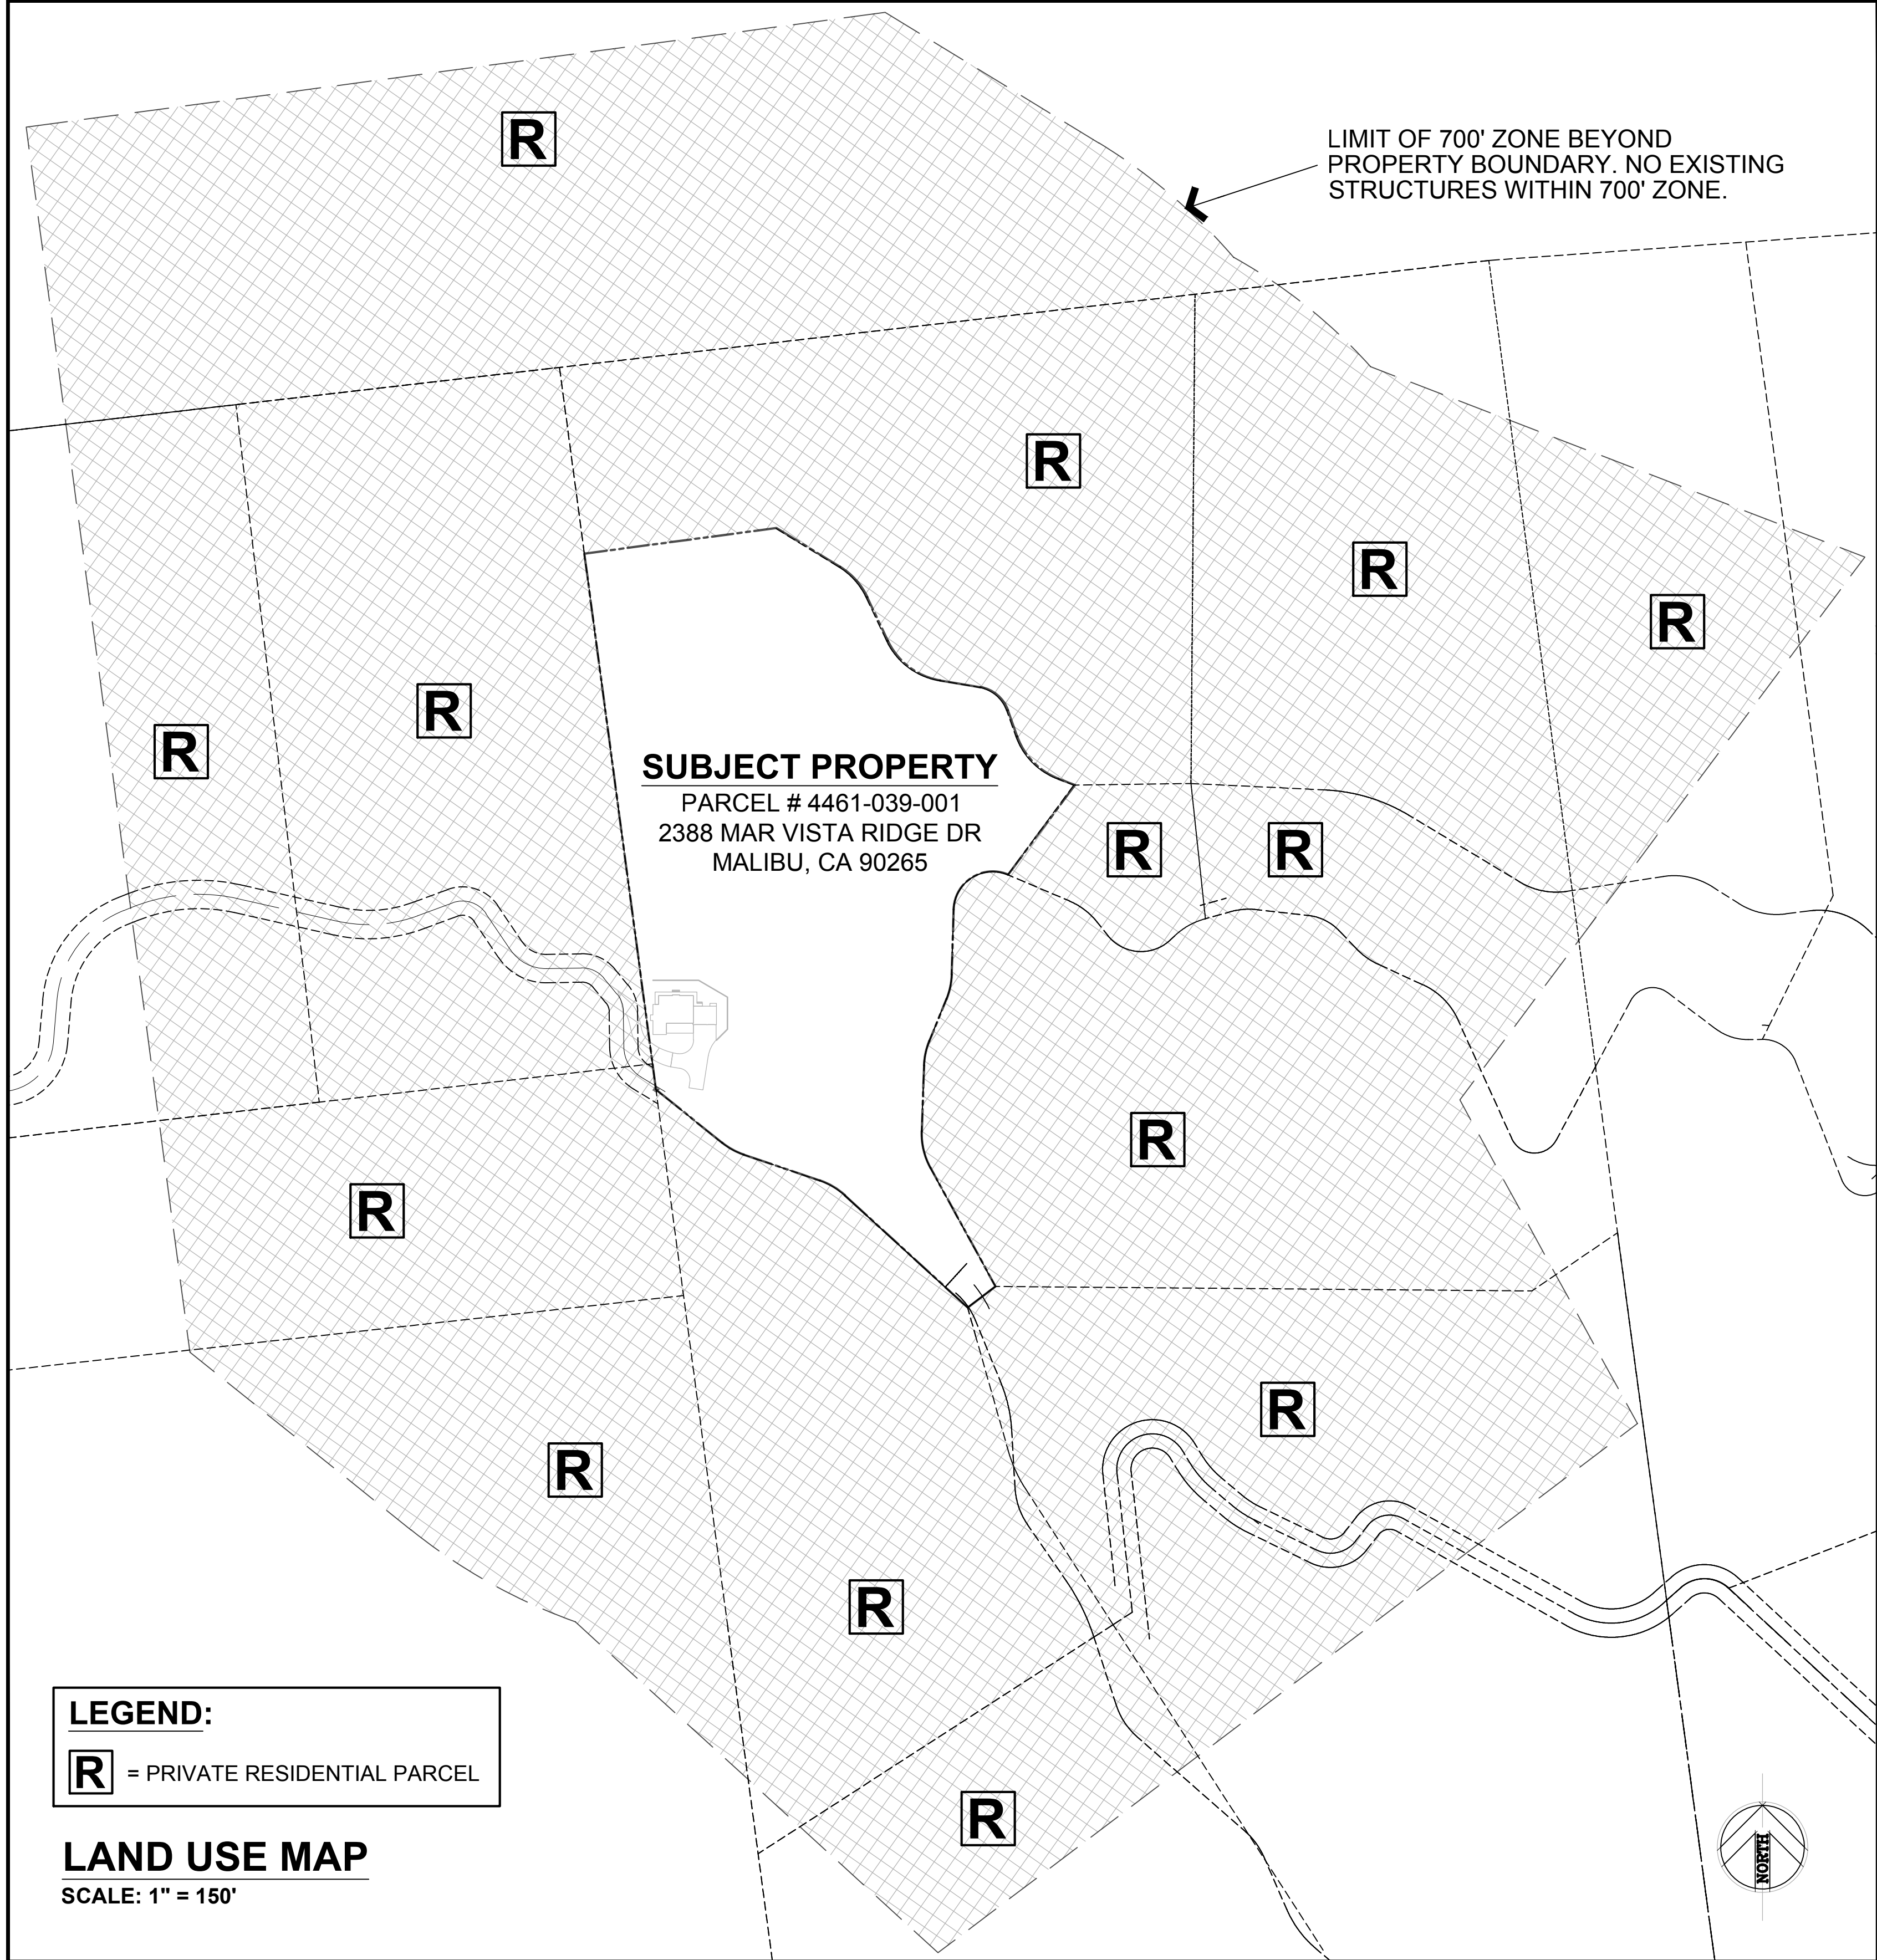 R
LIMIT OF 700' ZONE BEYOND
PROPERTY BOUNDARY. NO EXISTING
STRUCTURES WITHIN 700' ZONE.
R
R
R
R
R
SUBJECT PROPERTY
PARCEL # 4461-039-001
2388 MAR VISTA RIDGE DR
MALIBU, CA 90265
R
R
R
R
R
R
R
R
LEGEND:
R = PRIVATE RESIDENTIAL PARCEL
LAND USE MAP
SCALE: 1" = 150'
NORTH